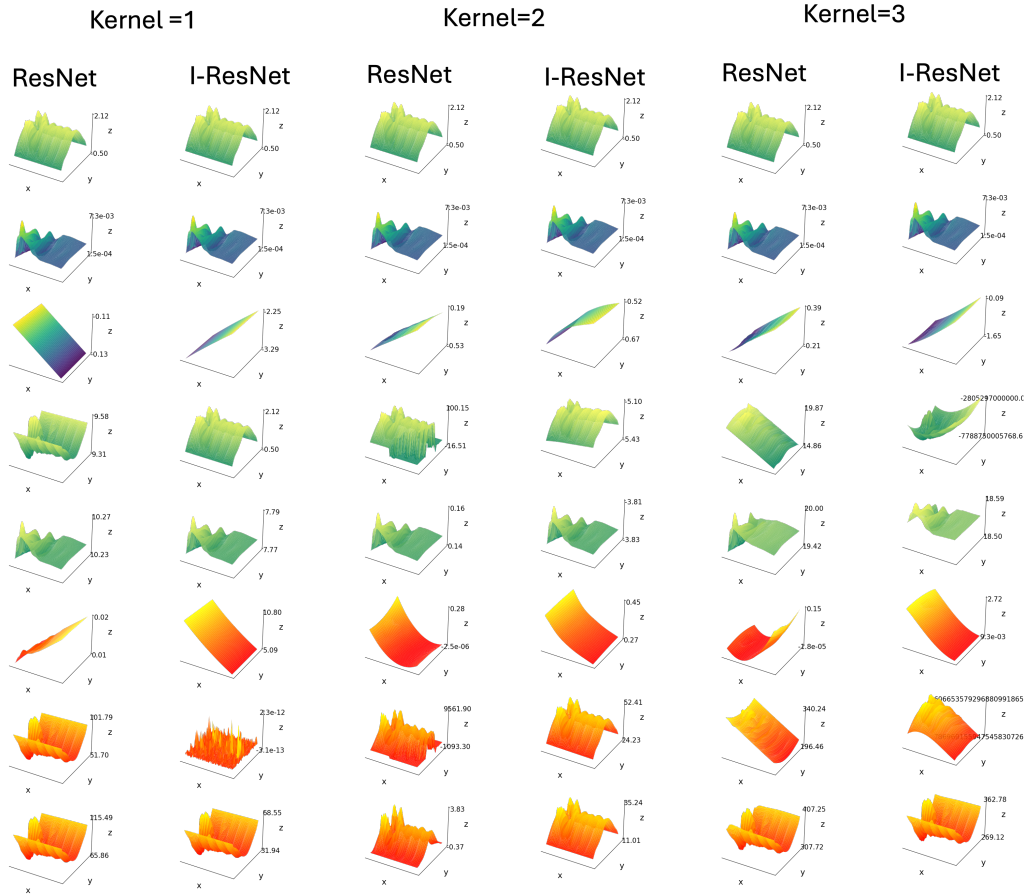 Kernel =1 Kernel=2 Kernel=3
ResNet I-ResNet ResNet I-ResNet ResNet I-ResNet
2.12 2.12 2.12 2.12 2.12 2.12
z z z z z z
0.50 0.50 0.50 0.50 0.50 0.50
y y y y y y
x x x x x x
7.3e-03 7.3e-03 7.3e-03 7.3e-03 7.3e-03 7.3e-03
z z z z z z
1.5e-04 1.5e-04 1.5e-04 1.5e-04 1.5e-04 1.5e-04
y y y y y y
x x x x x x
-0.11 -2.25 0.19 -0.52 0.39 -0.09
z z z z z z
-0.13 -3.29 0.53 0.67 0.21 -1.65
y y y y y y
x x x x x x
9.58 2.12 100.15 -5.10 19.87
z z z z z z
9.31 0.50 -16.51 -5.43 14.86 -7788750005768.6
y y y y y y
x x x x x x
10.27 7.79 0.16 -3.81 20.00 18.59
z z z z z z
10.23 7.77 0.14 -3.83 19.42 18.50
y y y y y y
x x x x x x
0.02 10.80 0.28 0.45 0.15 2.72
z z z z z z
0.01 5.09 -2.5e-06 0.27 -1.8e-05 9.3e-03
y y y y y y
x x x x x x
101.79 2.3e-12 9561.90 52.41 340.24
z z z z z z
51.70 -3.1e-13 -1093.30 24.23 196.46
y y y y y y
x x x x x x
115.49 68.55 3.83 35.24 407.25 362.78
z z z z z z
65.86 31.94 -0.37 11.01 307.72 269.12
y y y y y y
x x x x x x